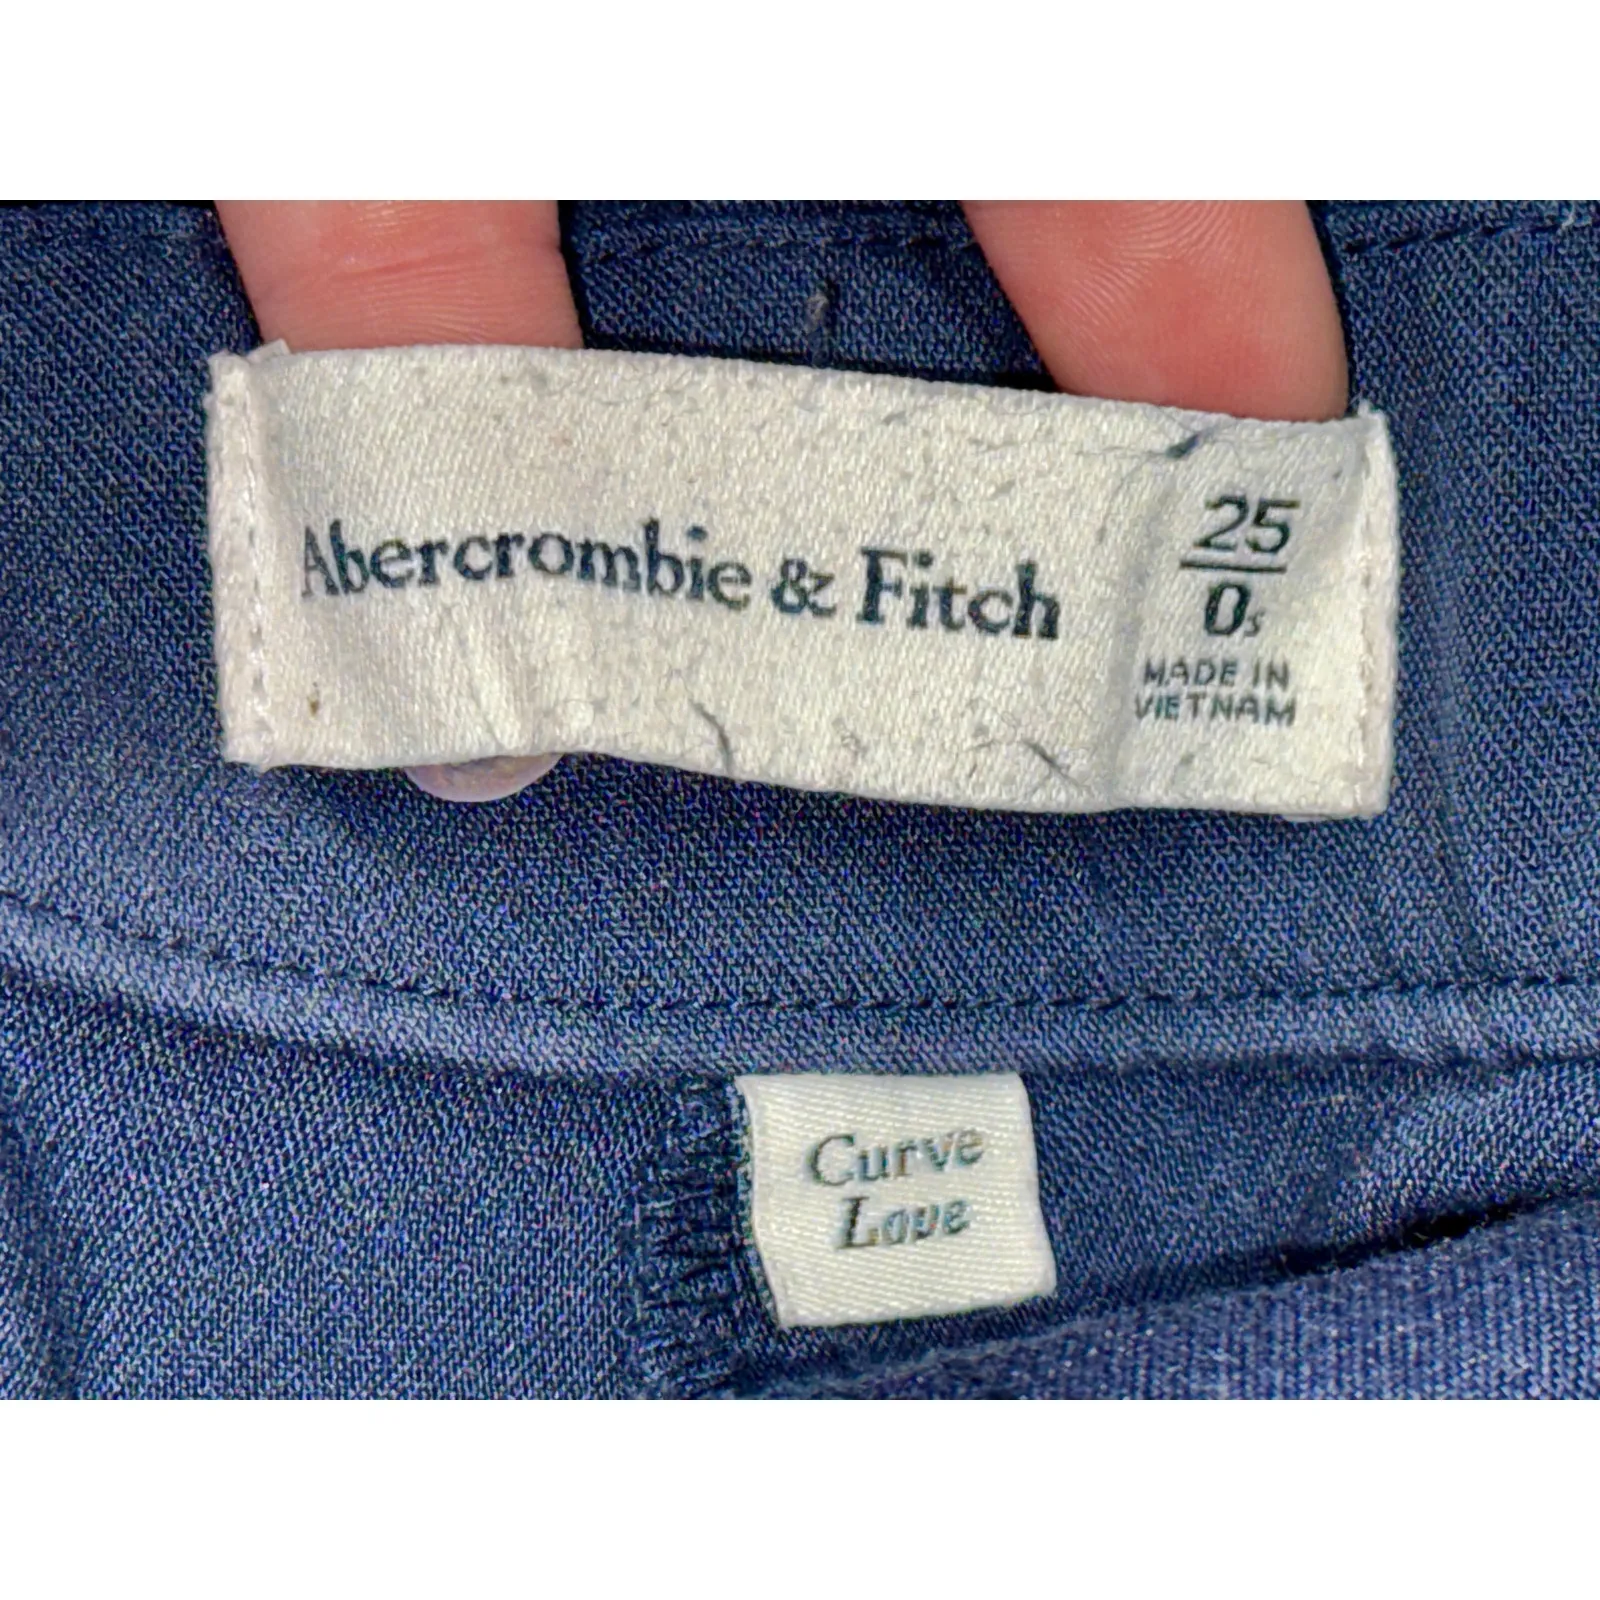 Abercrombie & Fitch
25
0s
MADE IN
VIETNAM
Curve
Love